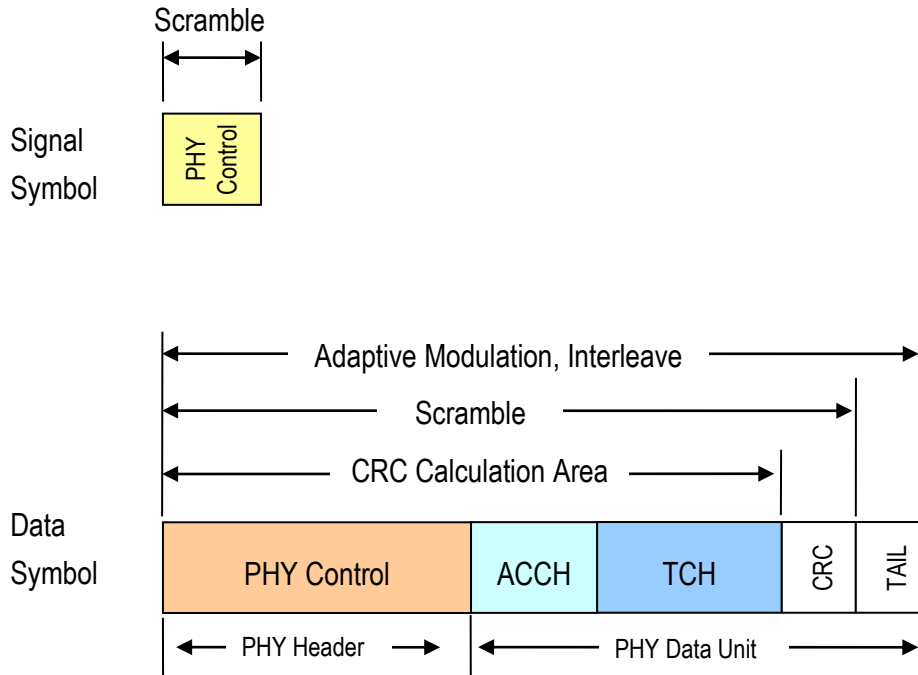 Scramble
Signal
Symbol
PHY
Control
Adaptive Modulation, Interleave
Scramble
CRC Calculation Area
Data
Symbol
PHY Control
ACCH
TCH
CRC
TAIL
PHY Header
PHY Data Unit